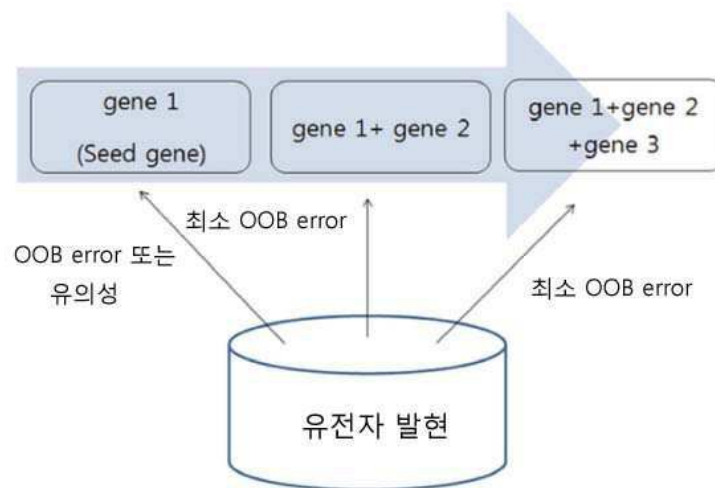 gene 1
(Seed gene)
gene 1+ gene 2
gene 1+gene 2
+gene 3
최소 OOB error
OOB error 또는
유의성
최소 OOB error
유전자 발현